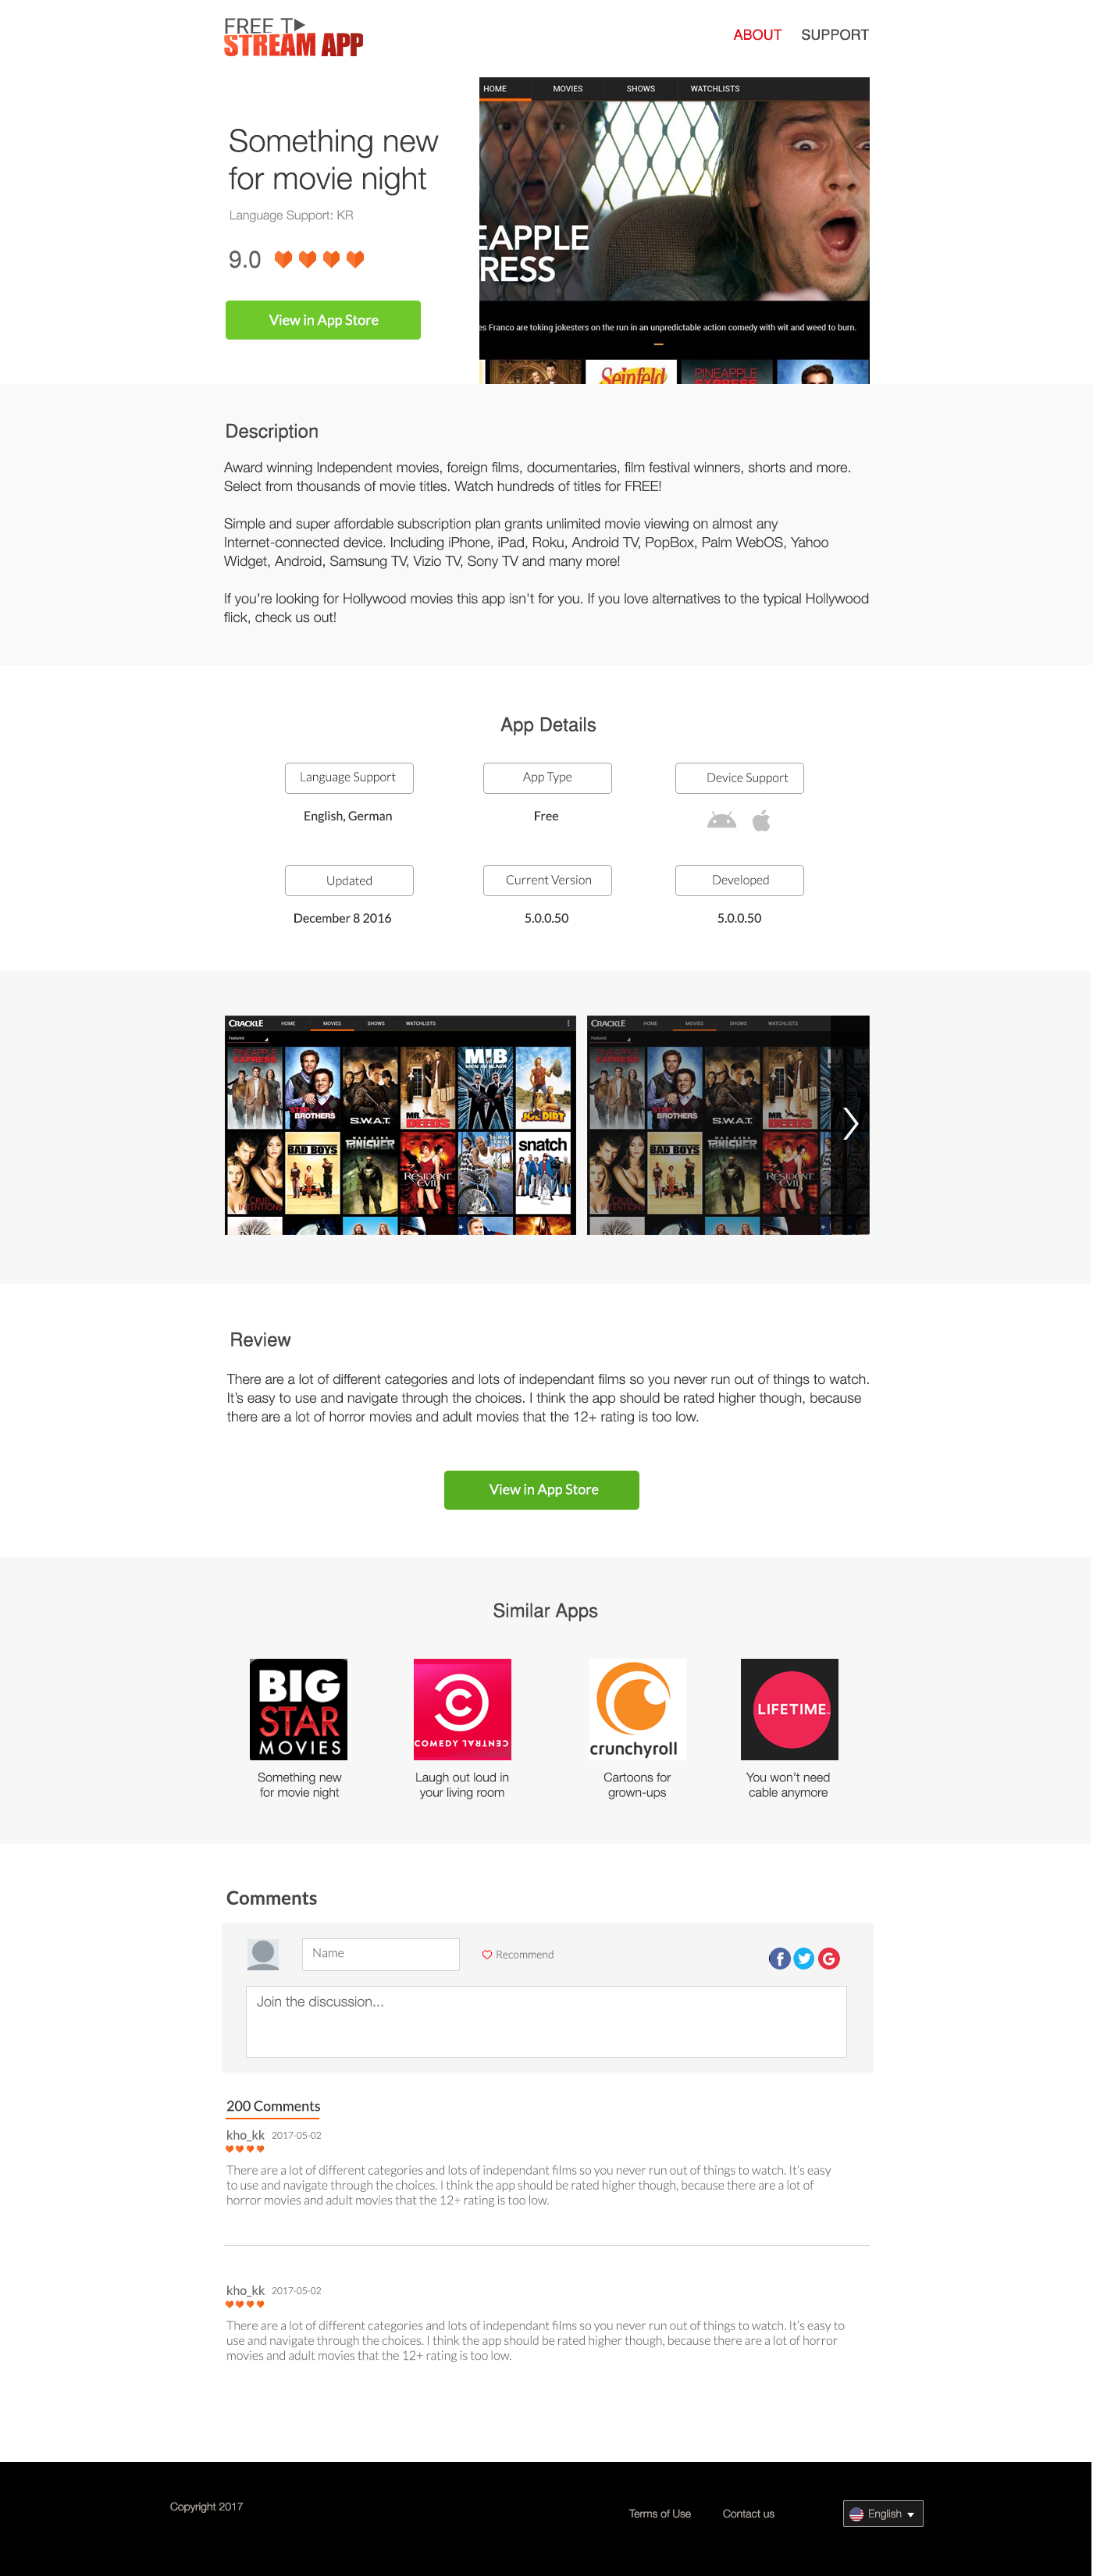 FREE T
STREAM APP
ABOUT SUPPORT
HOME MOVIES SHOWS WATCHLISTS
Something new
for movie night
Language Support: KR
9.0
View in App Store
EAPPLE
RESS
es Franco are toking jokesters on the run in an unpredictable action comedy with wit and weed to burn.
Seinfeld
PINEAPPLE
EXPRESS
Description
Award winning Independent movies, foreign films, documentaries, film festival winners, shorts and more.
Select from thousands of movie titles. Watch hundreds of titles for FREE!
Simple and super affordable subscription plan grants unlimited movie viewing on almost any
Internet-connected device. Including iPhone, iPad, Roku, Android TV, PopBox, Palm WebOS, Yahoo
Widget, Android, Samsung TV, Vizio TV, Sony TV and many more!
If you're looking for Hollywood movies this app isn't for you. If you love alternatives to the typical Hollywood
flick, check us out!
App Details
Language Support App Type Device Support
English, German Free
Updated Current Version Developed
December 8 2016 5.0.0.50 5.0.0.50
CRACKLE HOME MOVIES SHOWS WATCHLISTS
Featured
PINEAPPLE
EXPRESS
STEP
BROTHERS
S.W.A.T.
MR.
DEEDS
MIB
MEN IN BLACK
JOE DIRT
CRUEL
INTENTIONS
BAD BOYS
WAR ZONE
PUNISHER
RESIDENT
EVIL
snatch
CRACKLE HOME MOVIES SHOWS WATCHLISTS
Featured
PINEAPPLE
EXPRESS
STEP
BROTHERS
S.W.A.T.
MR.
DEEDS
CRUEL
INTENTIONS
BAD BOYS
WAR ZONE
PUNISHER
RESIDENT
EVIL
Review
There are a lot of different categories and lots of independant films so you never run out of things to watch.
It's easy to use and navigate through the choices. I think the app should be rated higher though, because
there are a lot of horror movies and adult movies that the 12+ rating is too low.
View in App Store
Similar Apps
BIG
STAR
MOVIES
COMEDY CENTRAL
crunchyroll
LIFETIME
Something new
for movie night
Laugh out loud in
your living room
Cartoons for
grown-ups
You won't need
cable anymore
Comments
Name
Recommend
Join the discussion...
200 Comments
kho_kk 2017-05-02
There are a lot of different categories and lots of independant films so you never run out of things to watch. It's easy
to use and navigate through the choices. I think the app should be rated higher though, because there are a lot of
horror movies and adult movies that the 12+ rating is too low.
kho_kk 2017-05-02
There are a lot of different categories and lots of independant films so you never run out of things to watch. It's easy to
use and navigate through the choices. I think the app should be rated higher though, because there are a lot of horror
movies and adult movies that the 12+ rating is too low.
Copyright 2017
Terms of Use Contact us English